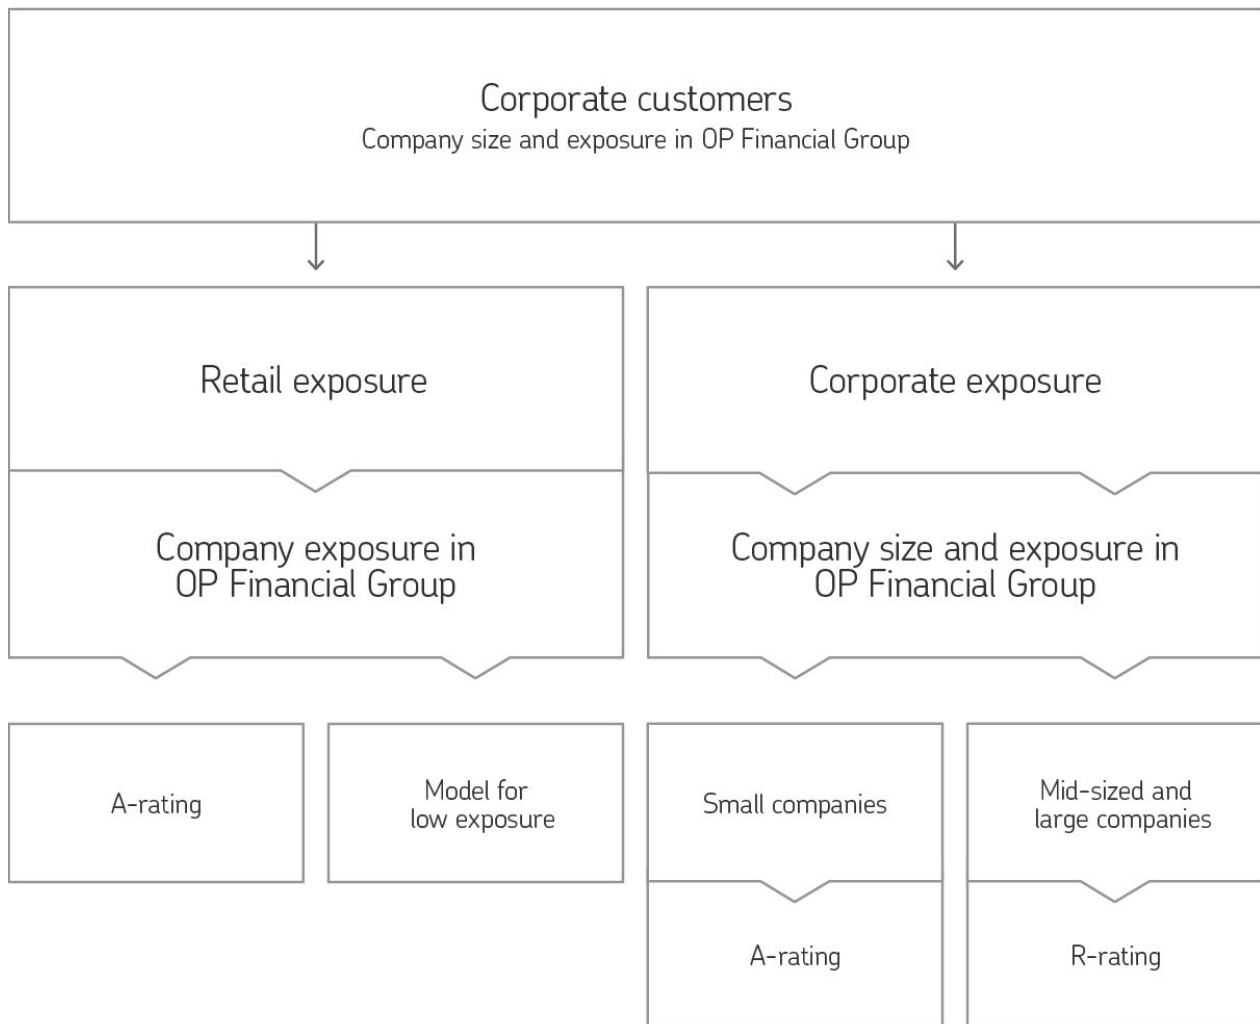 Corporate customers
Company size and exposure in OP Financial Group
Retail exposure
Corporate exposure
Company exposure in
OP Financial Group
Company size and exposure in
OP Financial Group
A-rating
Model for
low exposure
Small companies
Mid-sized and
large companies
A-rating
R-rating